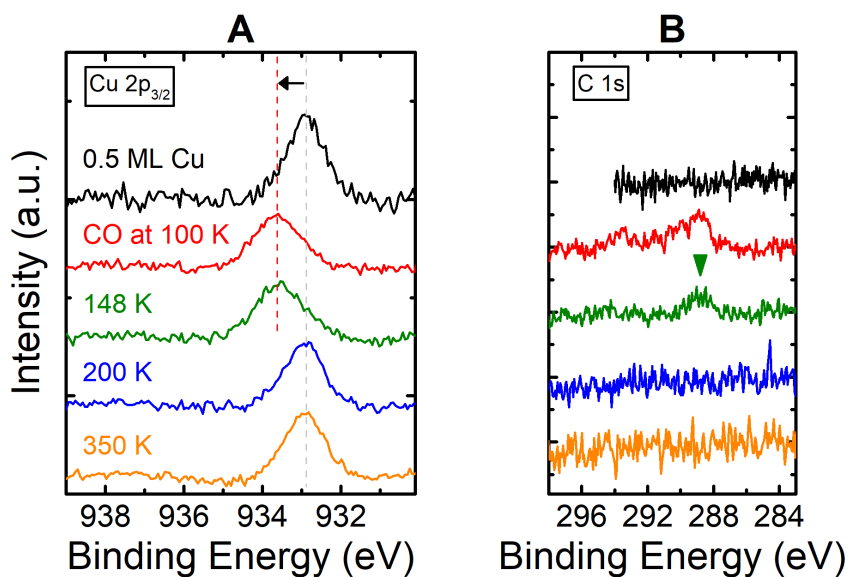 A
B
Cu 2p3/2
C 1s
0.5 ML Cu
CO at 100 K
148 K
200 K
350 K
Intensity (a.u.)
938 936 934 932
296 292 288 284
Binding Energy (eV)
Binding Energy (eV)